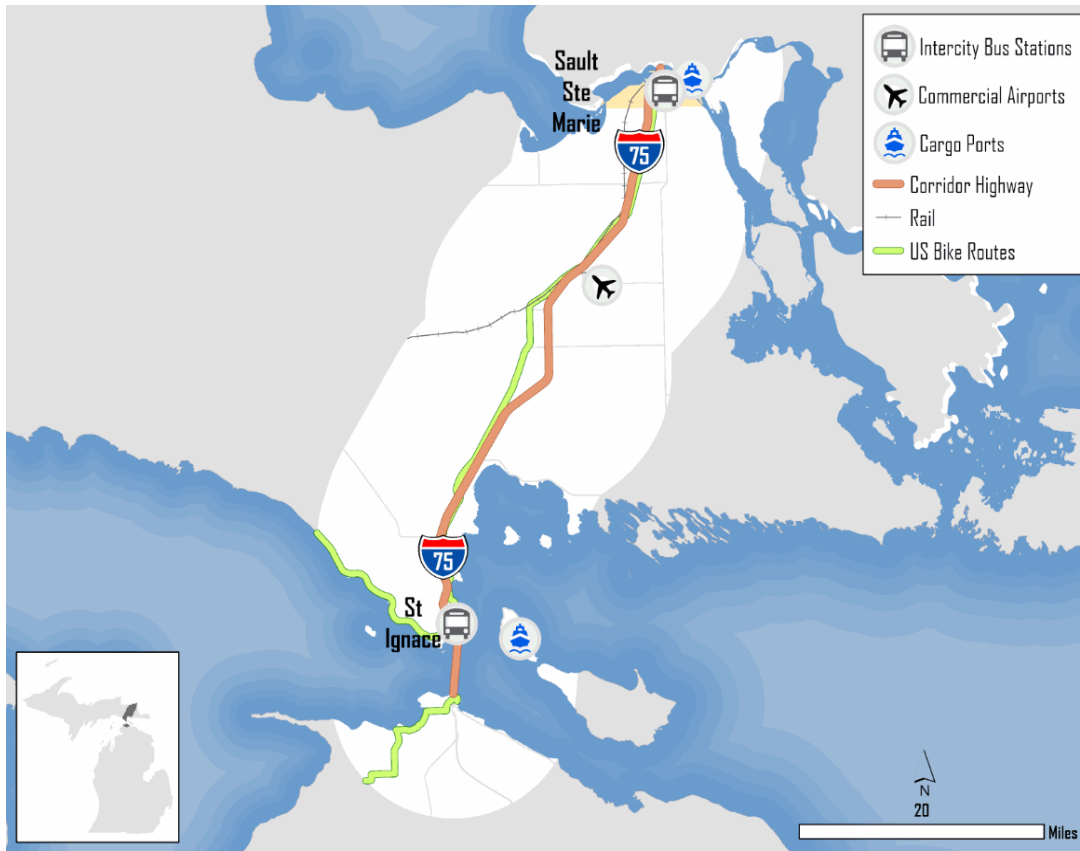 Sault
Ste
Marie
75
75
St
Ignace
Intercity Bus Stations
Commercial Airports
Cargo Ports
Corridor Highway
Rail
US Bike Routes
N
20
Miles